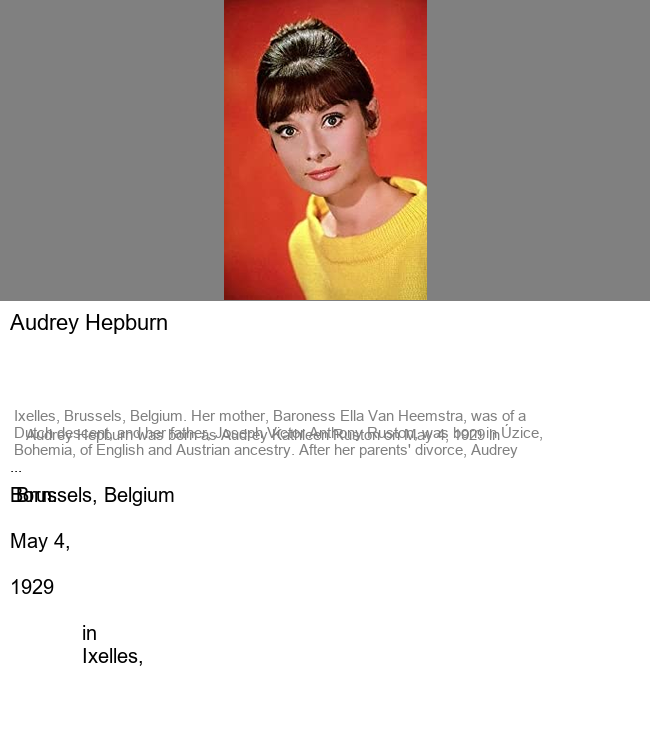 Audrey Hepburn
Ixelles, Brussels, Belgium. Her mother, Baroness Ella Van Heemstra, was of a
Dutch descent, and her father, Joseph Victor Anthony Ruston, was born in Úzice,
Audrey Hepburn was born as Audrey Kathleen Ruston on May 4, 1929 in
Bohemia, of English and Austrian ancestry. After her parents' divorce, Audrey
...
Born:
Brussels, Belgium
May 4,
1929
in
Ixelles,